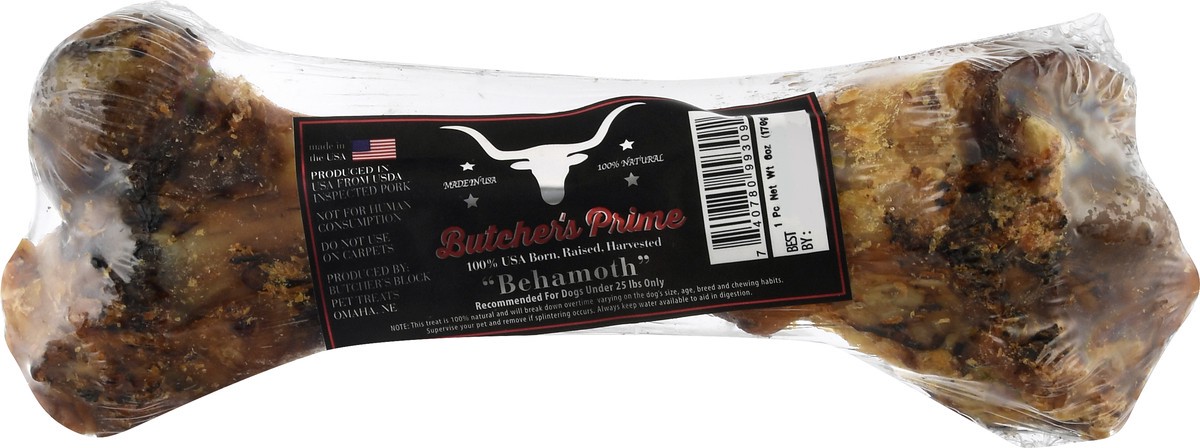 made in
the USA
PRODUCED IN
USA FROM USDA
INSPECTED PORK
NOT FOR HUMAN
CONSUMPTION
DO NOT USE
ON CARPETS
PRODUCED BY:
BUTCHER'S BLOCK
PET TREATS
OMAHA, NE
MADE IN USA
100% NATURAL
Butcher's Prime
100% USA Born, Raised, Harvested
"Behamoth"
Recommended For Dogs Under 25 lbs Only
NOTE: This treat is 100% natural and will break down overtime varying on the dog's size, age, breed and chewing habits.
Supervise your pet and remove if splintering occurs. Always keep water available to aid in digestion.
7 40780 99309
1 Pc Net Wt 6oz (170g
BEST
BY: